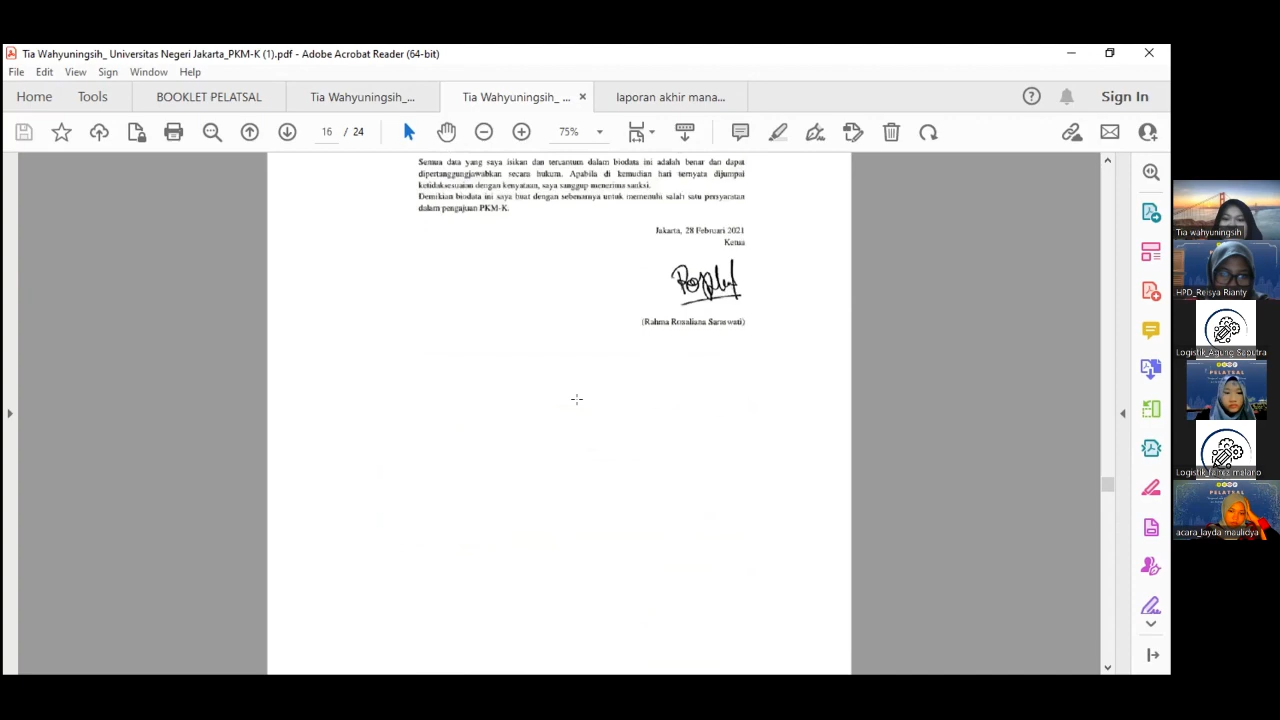 Tia Wahyuningsih_ Universitas Negeri Jakarta_PKM-K (1).pdf - Adobe Acrobat Reader (64-bit)
File Edit View Sign Window Help
Home Tools BOOKLET PELATSAL Tia Wahyuningsih_... Tia Wahyuningsih_ ... laporan akhir mana... Sign In
16 / 24 75%
Semua data yang saya isikan dan tercantum dalam biodata ini adalah benar dan dapat
dipertanggungjawabkan secara hukum. Apabila di kemudian hari ternyata dijumpai
ketidaksesuaian dengan kenyataan, saya sanggup menerima sanksi.
Demikian biodata ini saya buat dengan sebenarnya untuk memenuhi salah satu persyaratan
dalam pengajuan PKM-K.
Jakarta, 28 Februari 2021
Ketua
(Rahma Rosaliana Saraswati)
Tia wahyuningsih
HPD_Reisya Rianty
Logistik_Agung Saputra
PELATSAL
Logistik_fairez melano
PELATSAL
acara_layda maulidya